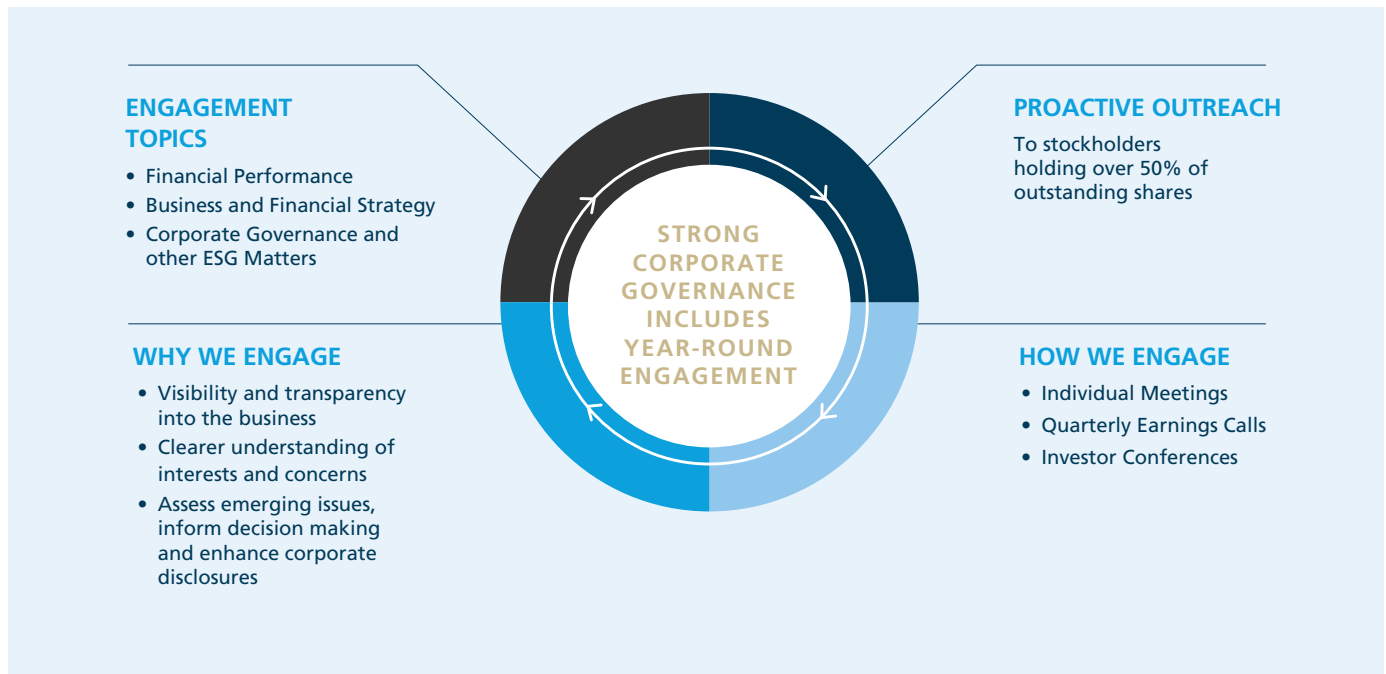 ENGAGEMENT
TOPICS
• Financial Performance
• Business and Financial Strategy
• Corporate Governance and
other ESG Matters
PROACTIVE OUTREACH
To stockholders
holding over 50% of
outstanding shares
STRONG
CORPORATE
GOVERNANCE
INCLUDES
YEAR-ROUND
ENGAGEMENT
WHY WE ENGAGE
• Visibility and transparency
into the business
• Clearer understanding of
interests and concerns
• Assess emerging issues,
inform decision making
and enhance corporate
disclosures
HOW WE ENGAGE
• Individual Meetings
• Quarterly Earnings Calls
• Investor Conferences